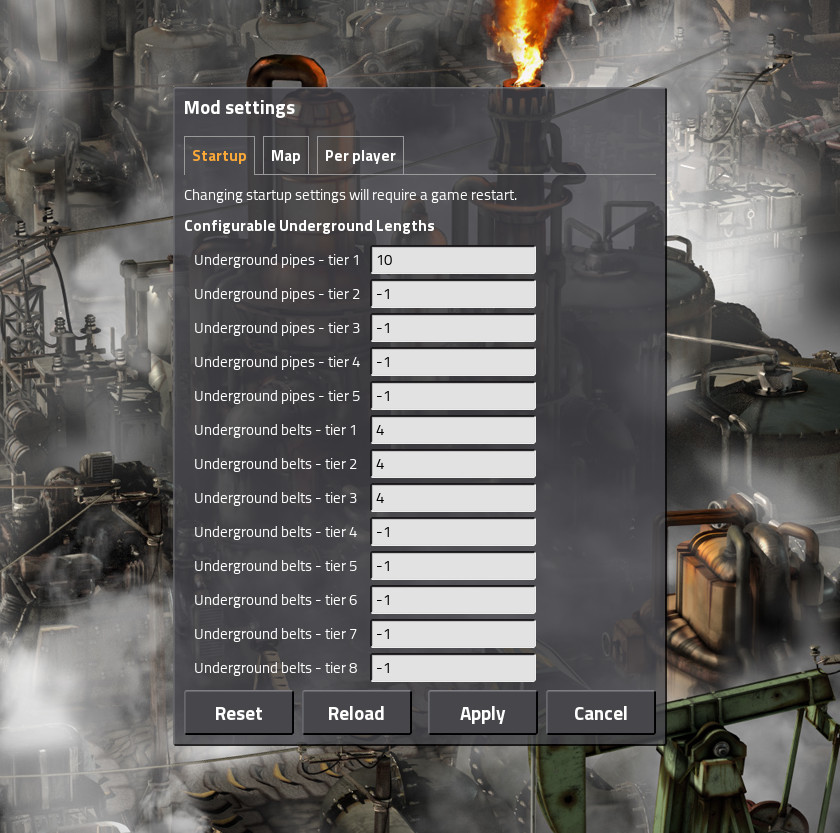 Mod settings
Startup Map Per player
Changing startup settings will require a game restart.
Configurable Underground Lengths
Underground pipes - tier 1 10
Underground pipes - tier 2 -1
Underground pipes - tier 3 -1
Underground pipes - tier 4 -1
Underground pipes - tier 5 -1
Underground belts - tier 1 4
Underground belts - tier 2 4
Underground belts - tier 3 4
Underground belts - tier 4 -1
Underground belts - tier 5 -1
Underground belts - tier 6 -1
Underground belts - tier 7 -1
Underground belts - tier 8 -1
Reset Reload Apply Cancel